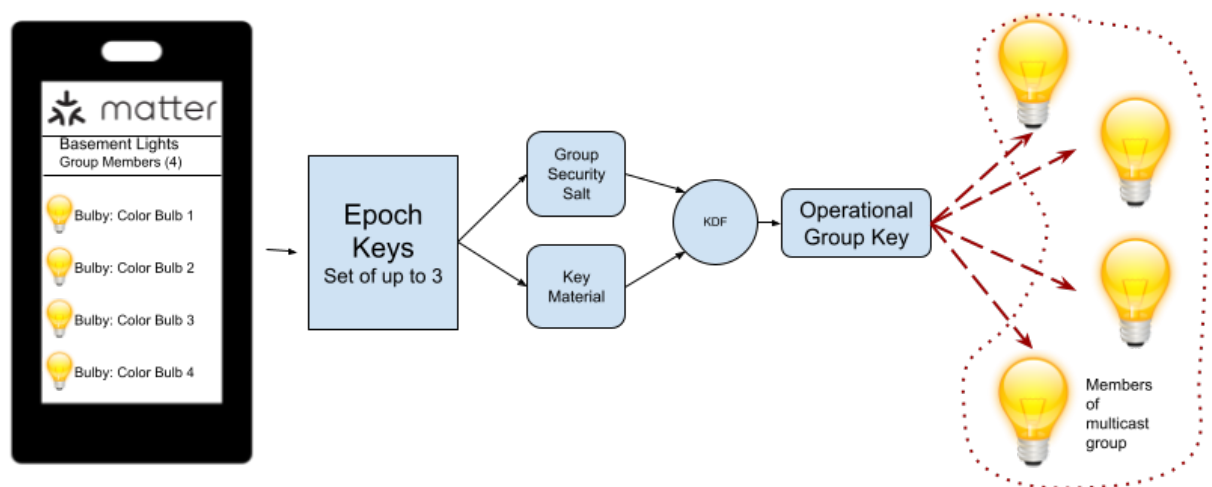 matter
Basement Lights
Group Members (4)
Bulby: Color Bulb 1
Bulby: Color Bulb 2
Bulby: Color Bulb 3
Bulby: Color Bulb 4
Epoch
Keys
Set of up to 3
Group
Security
Salt
Key
Material
KDF
Operational
Group Key
Members
of
multicast
group